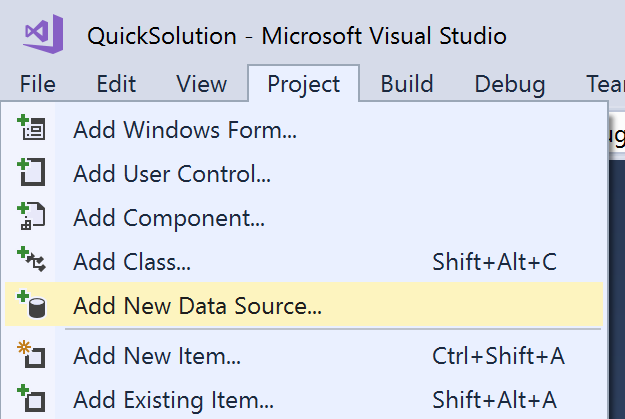 QuickSolution - Microsoft Visual Studio
File Edit View Project Build Debug
Add Windows Form...
Add User Control...
Add Component...
Add Class... Shift+Alt+C
Add New Data Source...
Add New Item... Ctrl+Shift+A
Add Existing Item... Shift+Alt+A